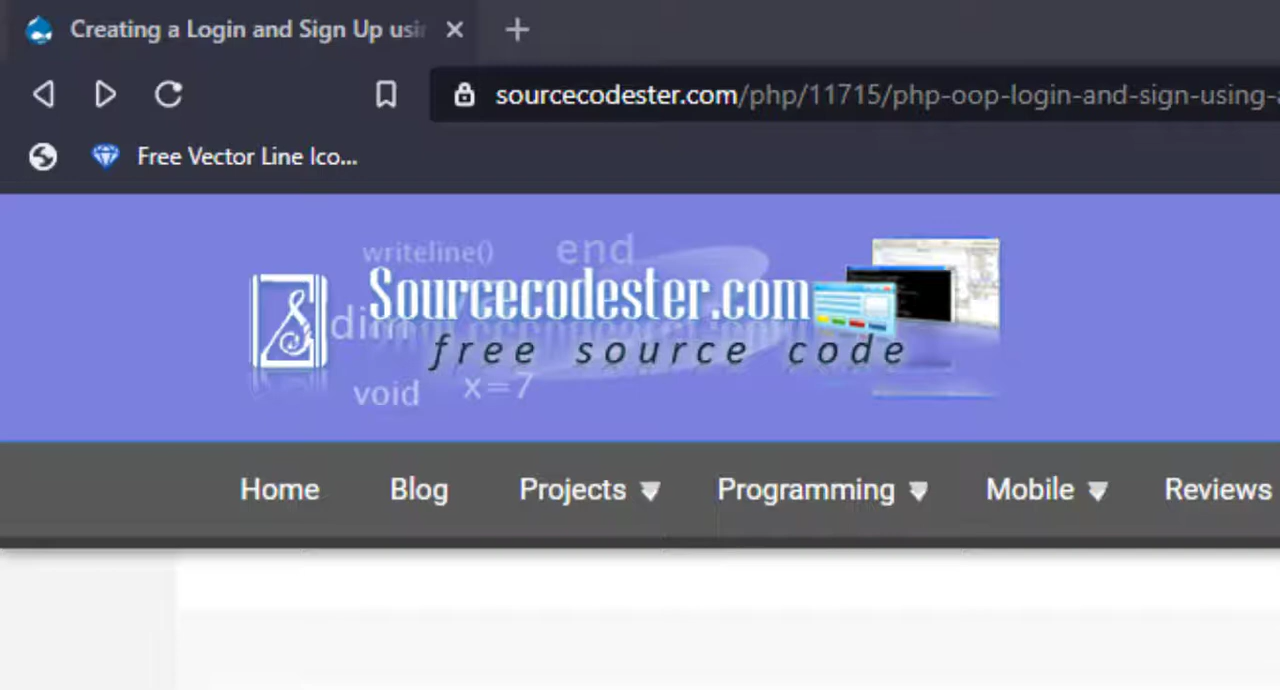 Creating a Login and Sign Up usin
sourcecodester.com/php/11715/php-oop-login-and-sign-using-
Free Vector Line Ico...
writeline() end
Sourcecodester.com
dim
free source code
void x=7
Home Blog Projects Programming Mobile Reviews